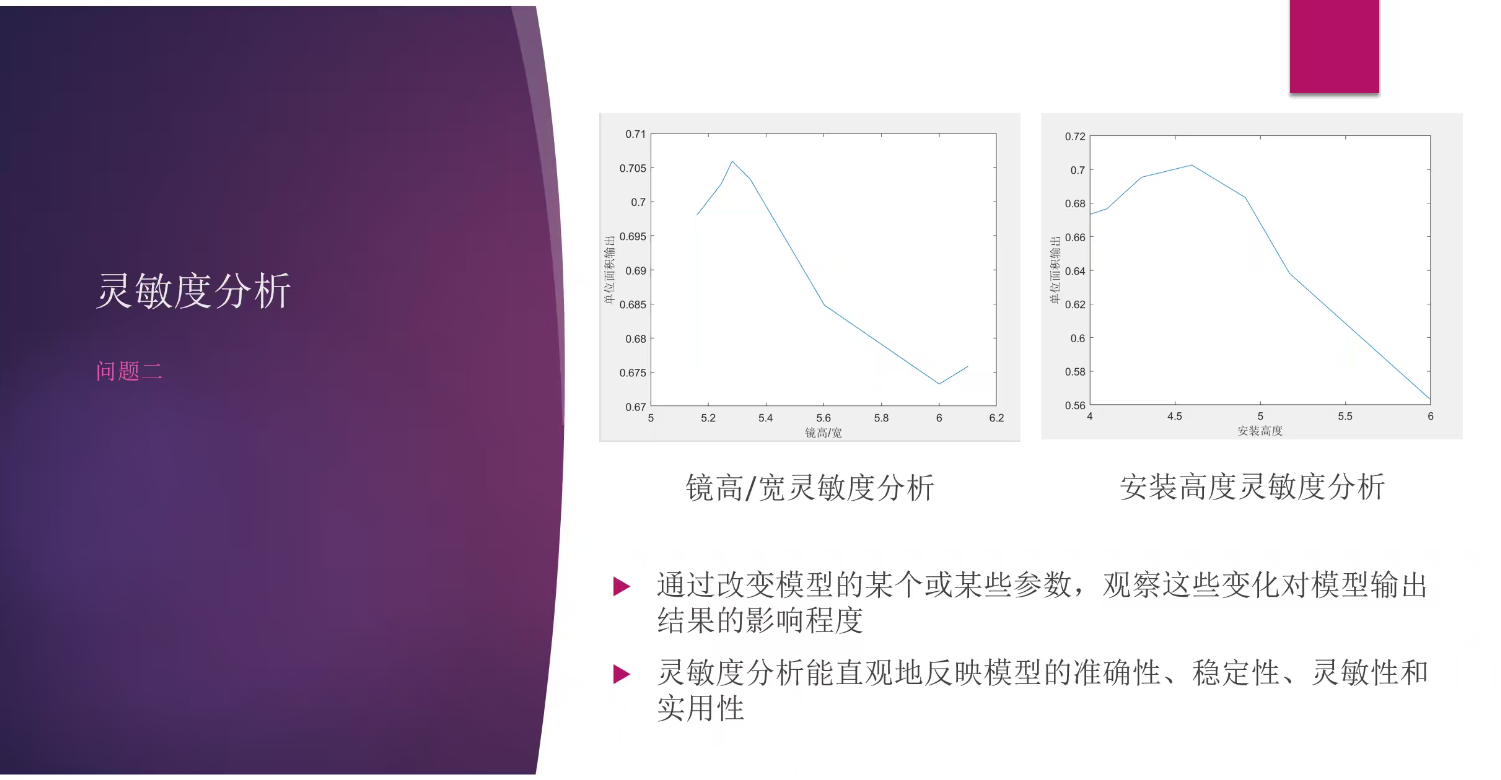 灵敏度分析
问题二
0.71
0.705
0.7
0.695
0.69
0.685
0.68
0.675
0.67
单位面积输出
5
5.2
5.4
5.6
5.8
6
6.2
镜高/宽
镜高/宽灵敏度分析
0.72
0.7
0.68
0.66
0.64
0.62
0.6
0.58
0.56
单位面积输出
4
4.5
5
5.5
6
安装高度
安装高度灵敏度分析
通过改变模型的某个或某些参数，观察这些变化对模型输出
结果的影响程度
灵敏度分析能直观地反映模型的准确性、稳定性、灵敏性和
实用性